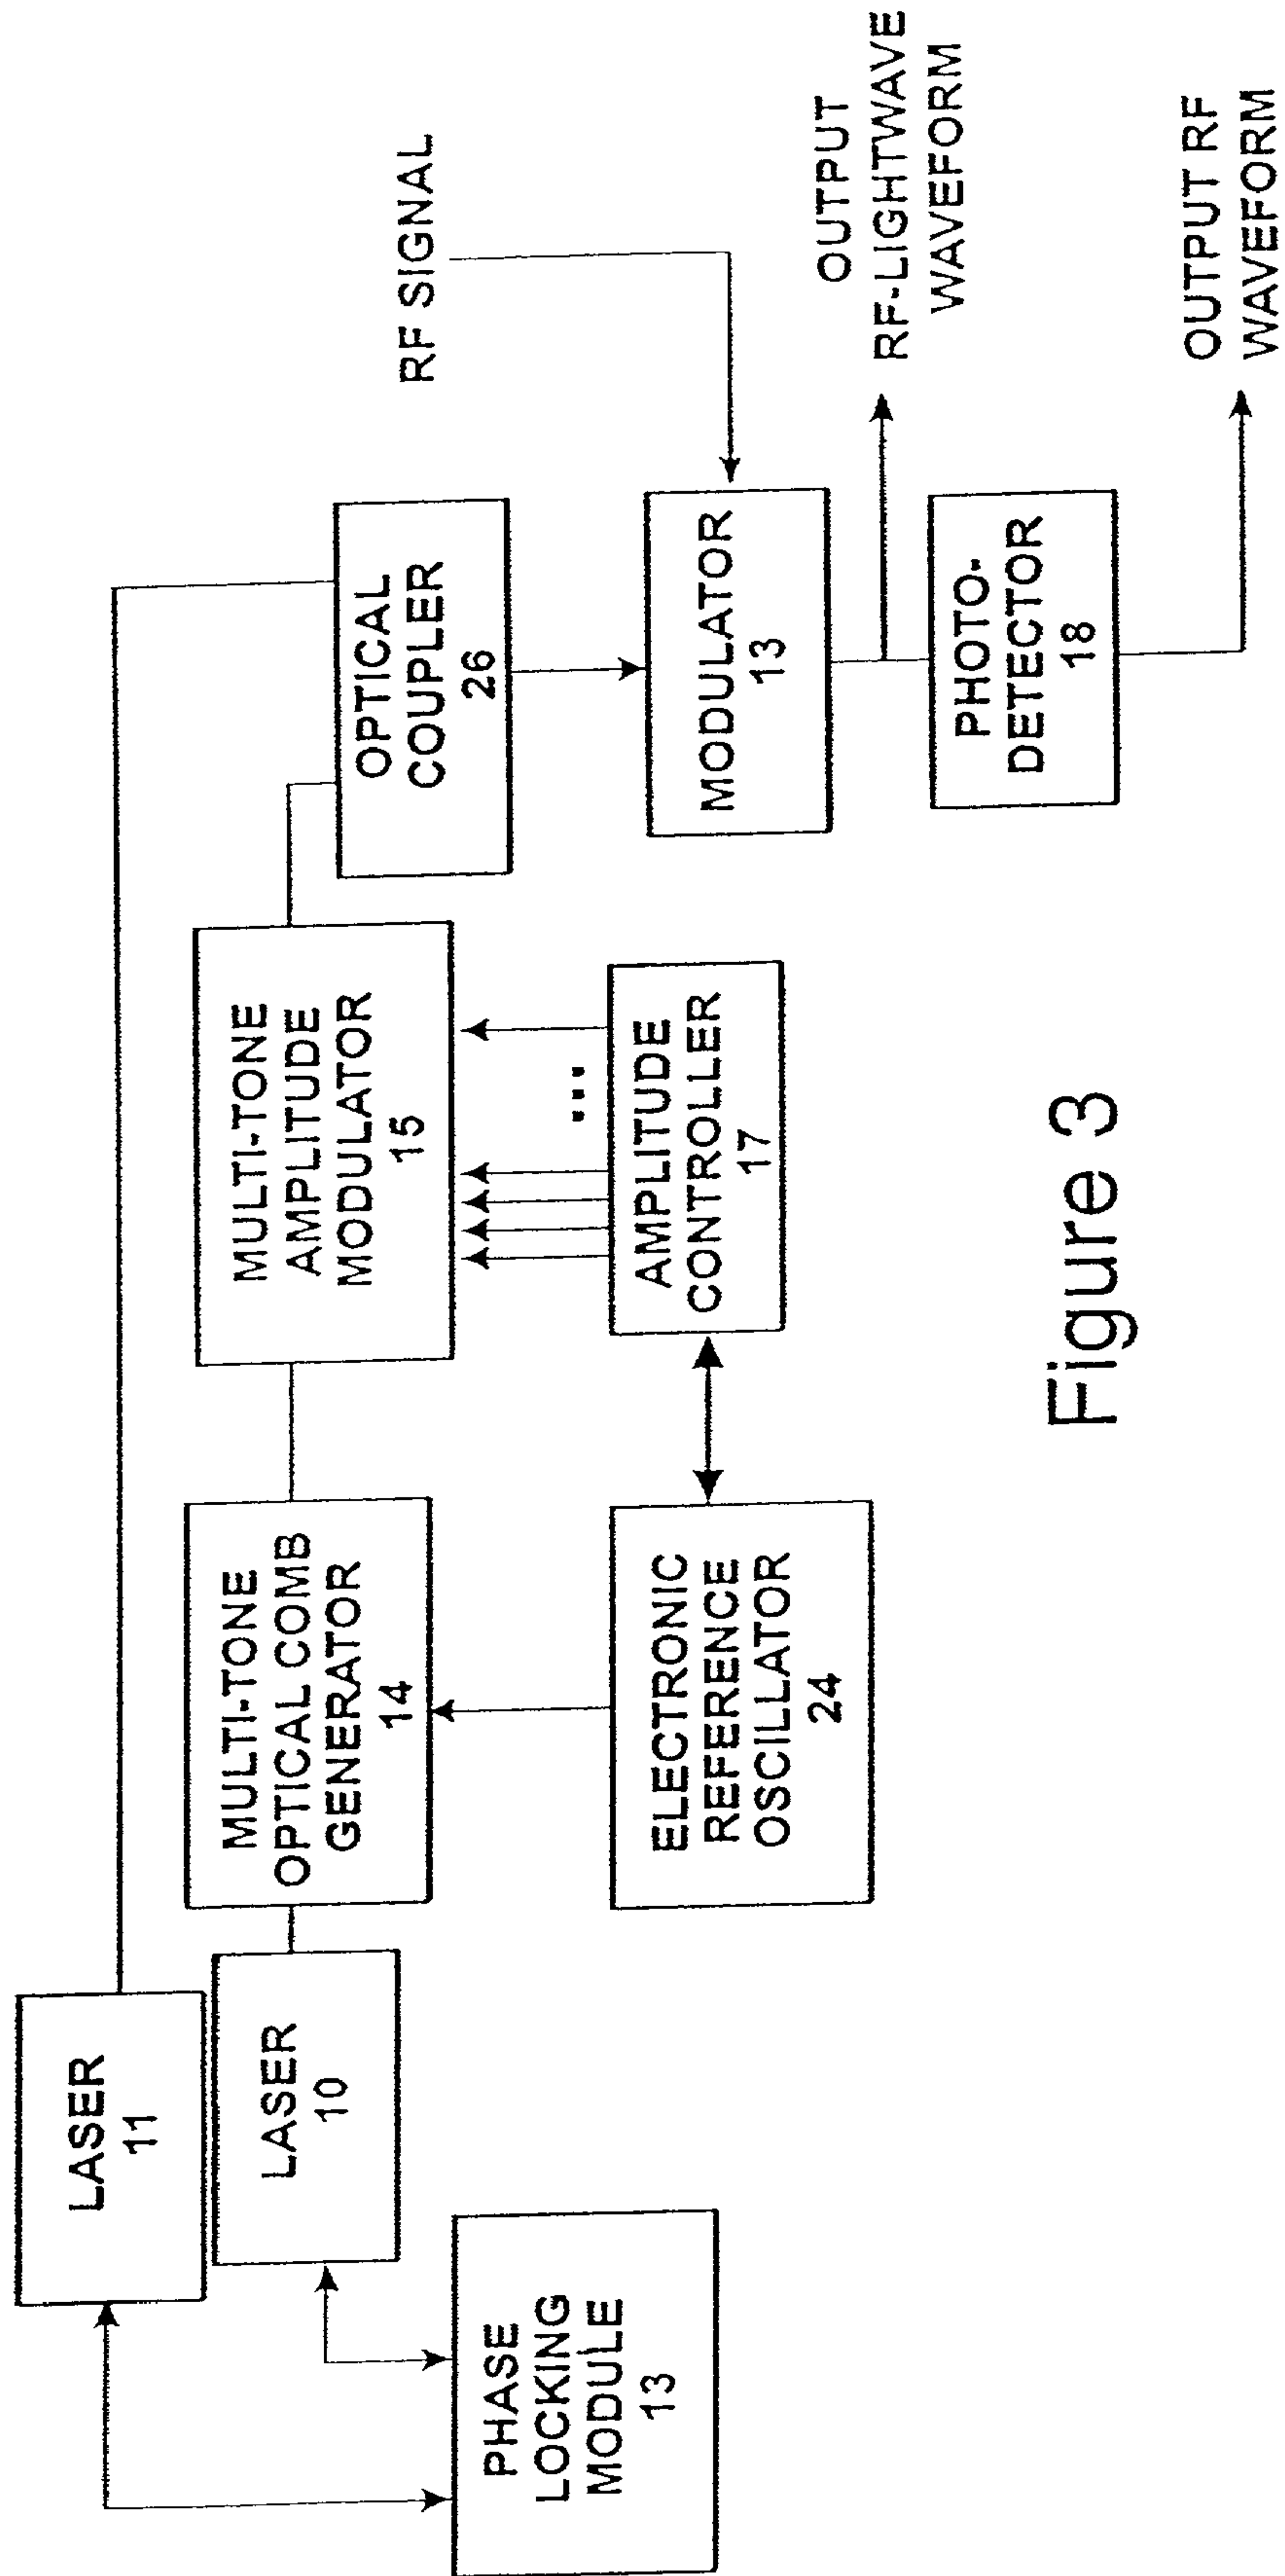 LASER
11
LASER
10
PHASE
LOCKING
MODULE
13
MULTI-TONE
OPTICAL COMB
GENERATOR
14
ELECTRONIC
REFERENCE
OSCILLATOR
24
MULTI-TONE
AMPLITUDE
MODULATOR
15
AMPLITUDE
CONTROLLER
17
...
OPTICAL
COUPLER
26
RF SIGNAL
MODULATOR
13
OUTPUT
RF-LIGHTWAVE
WAVEFORM
PHOTO-
DETECTOR
18
OUTPUT RF
WAVEFORM
Figure 3